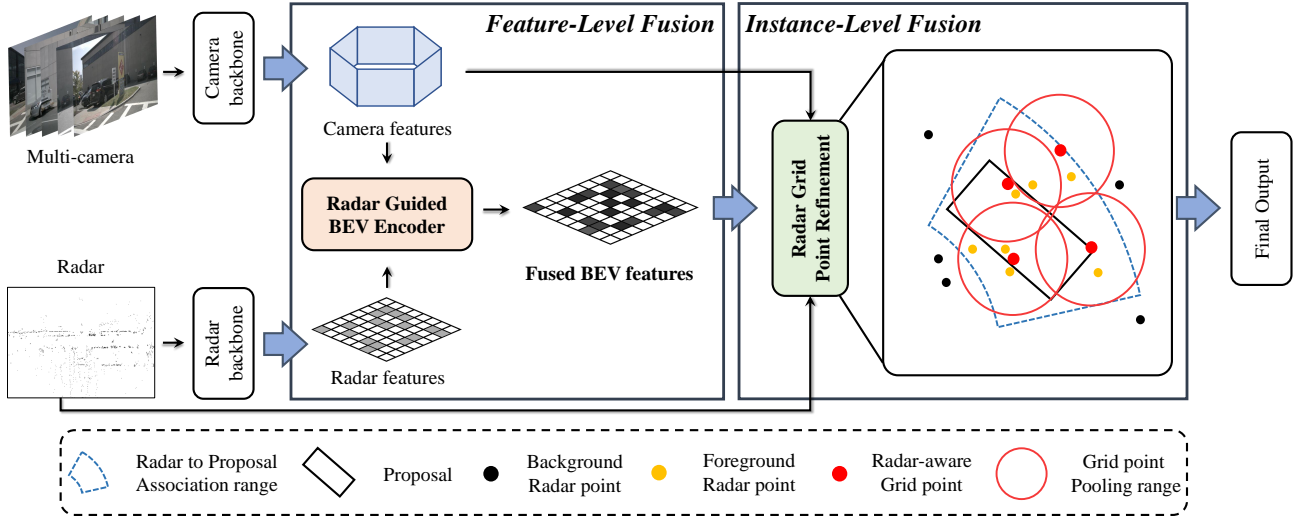 Feature-Level Fusion
Instance-Level Fusion
Multi-camera
Camera
backbone
Camera features
Radar Guided
BEV Encoder
Fused BEV features
Radar
Radar
backbone
Radar features
Radar Grid
Point Refinement
Final Output
Radar to Proposal
Association range
Proposal
Background
Radar point
Foreground
Radar point
Radar-aware
Grid point
Grid point
Pooling range